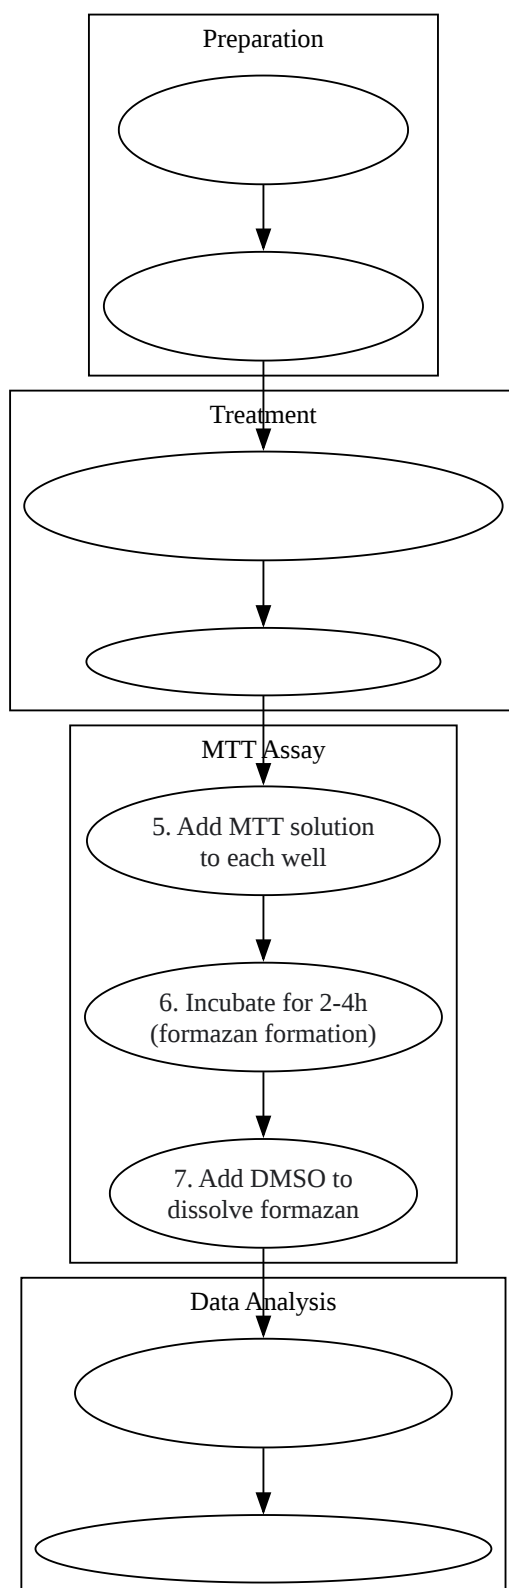 Preparation
Treatment
MTT Assay
5. Add MTT solution
to each well
6. Incubate for 2-4h
(formazan formation)
7. Add DMSO to
dissolve formazan
Data Analysis